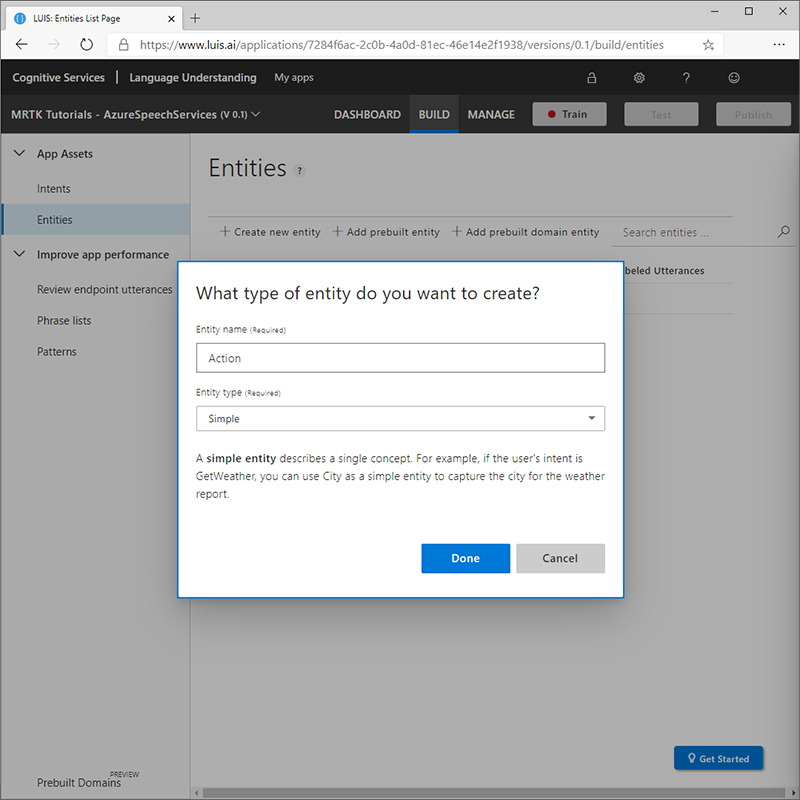 LUIS: Entities List Page
https://www.luis.ai/applications/7284f6ac-2c0b-4a0d-81ec-46e14e2f1938/versions/0.1/build/entities
Cognitive Services | Language Understanding My apps ?
MRTK Tutorials - AzureSpeechServices (V 0.1) DASHBOARD BUILD MANAGE Train Test Publish
App Assets
Intents
Entities
Improve app performance
Review endpoint utterances
Phrase lists
Patterns
Prebuilt Domains PREVIEW
Entities ?
Create new entity Add prebuilt entity Add prebuilt domain entity Search entities ...
beled Utterances
What type of entity do you want to create?
Entity name (Required)
Action
Entity type (Required)
Simple
A simple entity describes a single concept. For example, if the user's intent is
GetWeather, you can use City as a simple entity to capture the city for the weather
report.
Done Cancel
Get Started